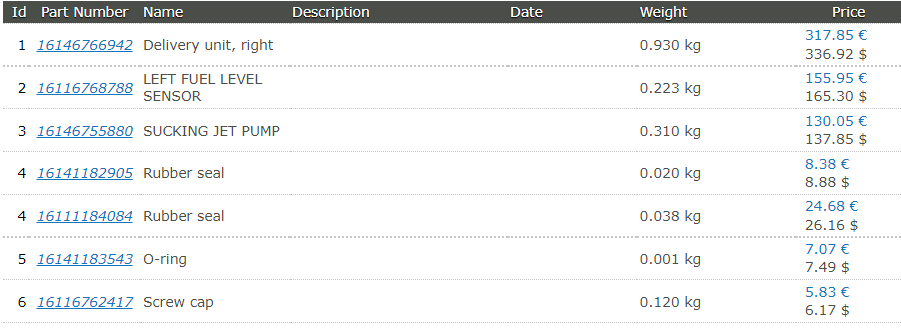 Id Part Number Name Description Date Weight Price
1 16146766942 Delivery unit, right 0.930 kg 317.85 €
336.92 $
2 16116768788 LEFT FUEL LEVEL SENSOR 0.223 kg 155.95 €
165.30 $
3 16146755880 SUCKING JET PUMP 0.310 kg 130.05 €
137.85 $
4 16141182905 Rubber seal 0.020 kg 8.38 €
8.88 $
4 16111184084 Rubber seal 0.038 kg 24.68 €
26.16 $
5 16141183543 O-ring 0.001 kg 7.07 €
7.49 $
6 16116762417 Screw cap 0.120 kg 5.83 €
6.17 $